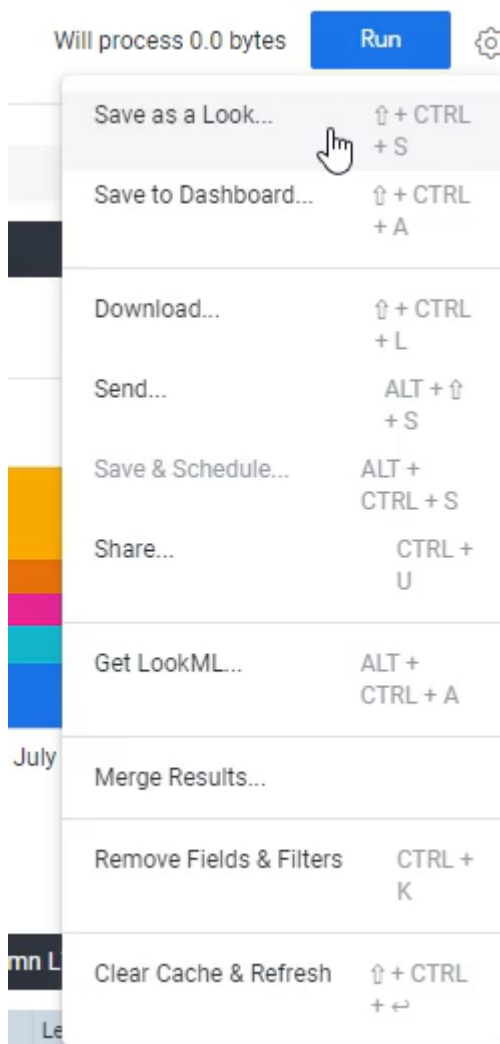 Will process 0.0 bytes Run
Save as a Look... ⇧ + CTRL
+ S
Save to Dashboard... ⇧ + CTRL
+ A
Download... ⇧ + CTRL
+ L
Send... ALT + ⇧
+ S
Save & Schedule... ALT +
CTRL + S
Share... CTRL +
U
Get LookML... ALT +
CTRL + A
July
Merge Results...
Remove Fields & Filters CTRL +
K
mn L
Clear Cache & Refresh ⇧ + CTRL
+ ↩
Le